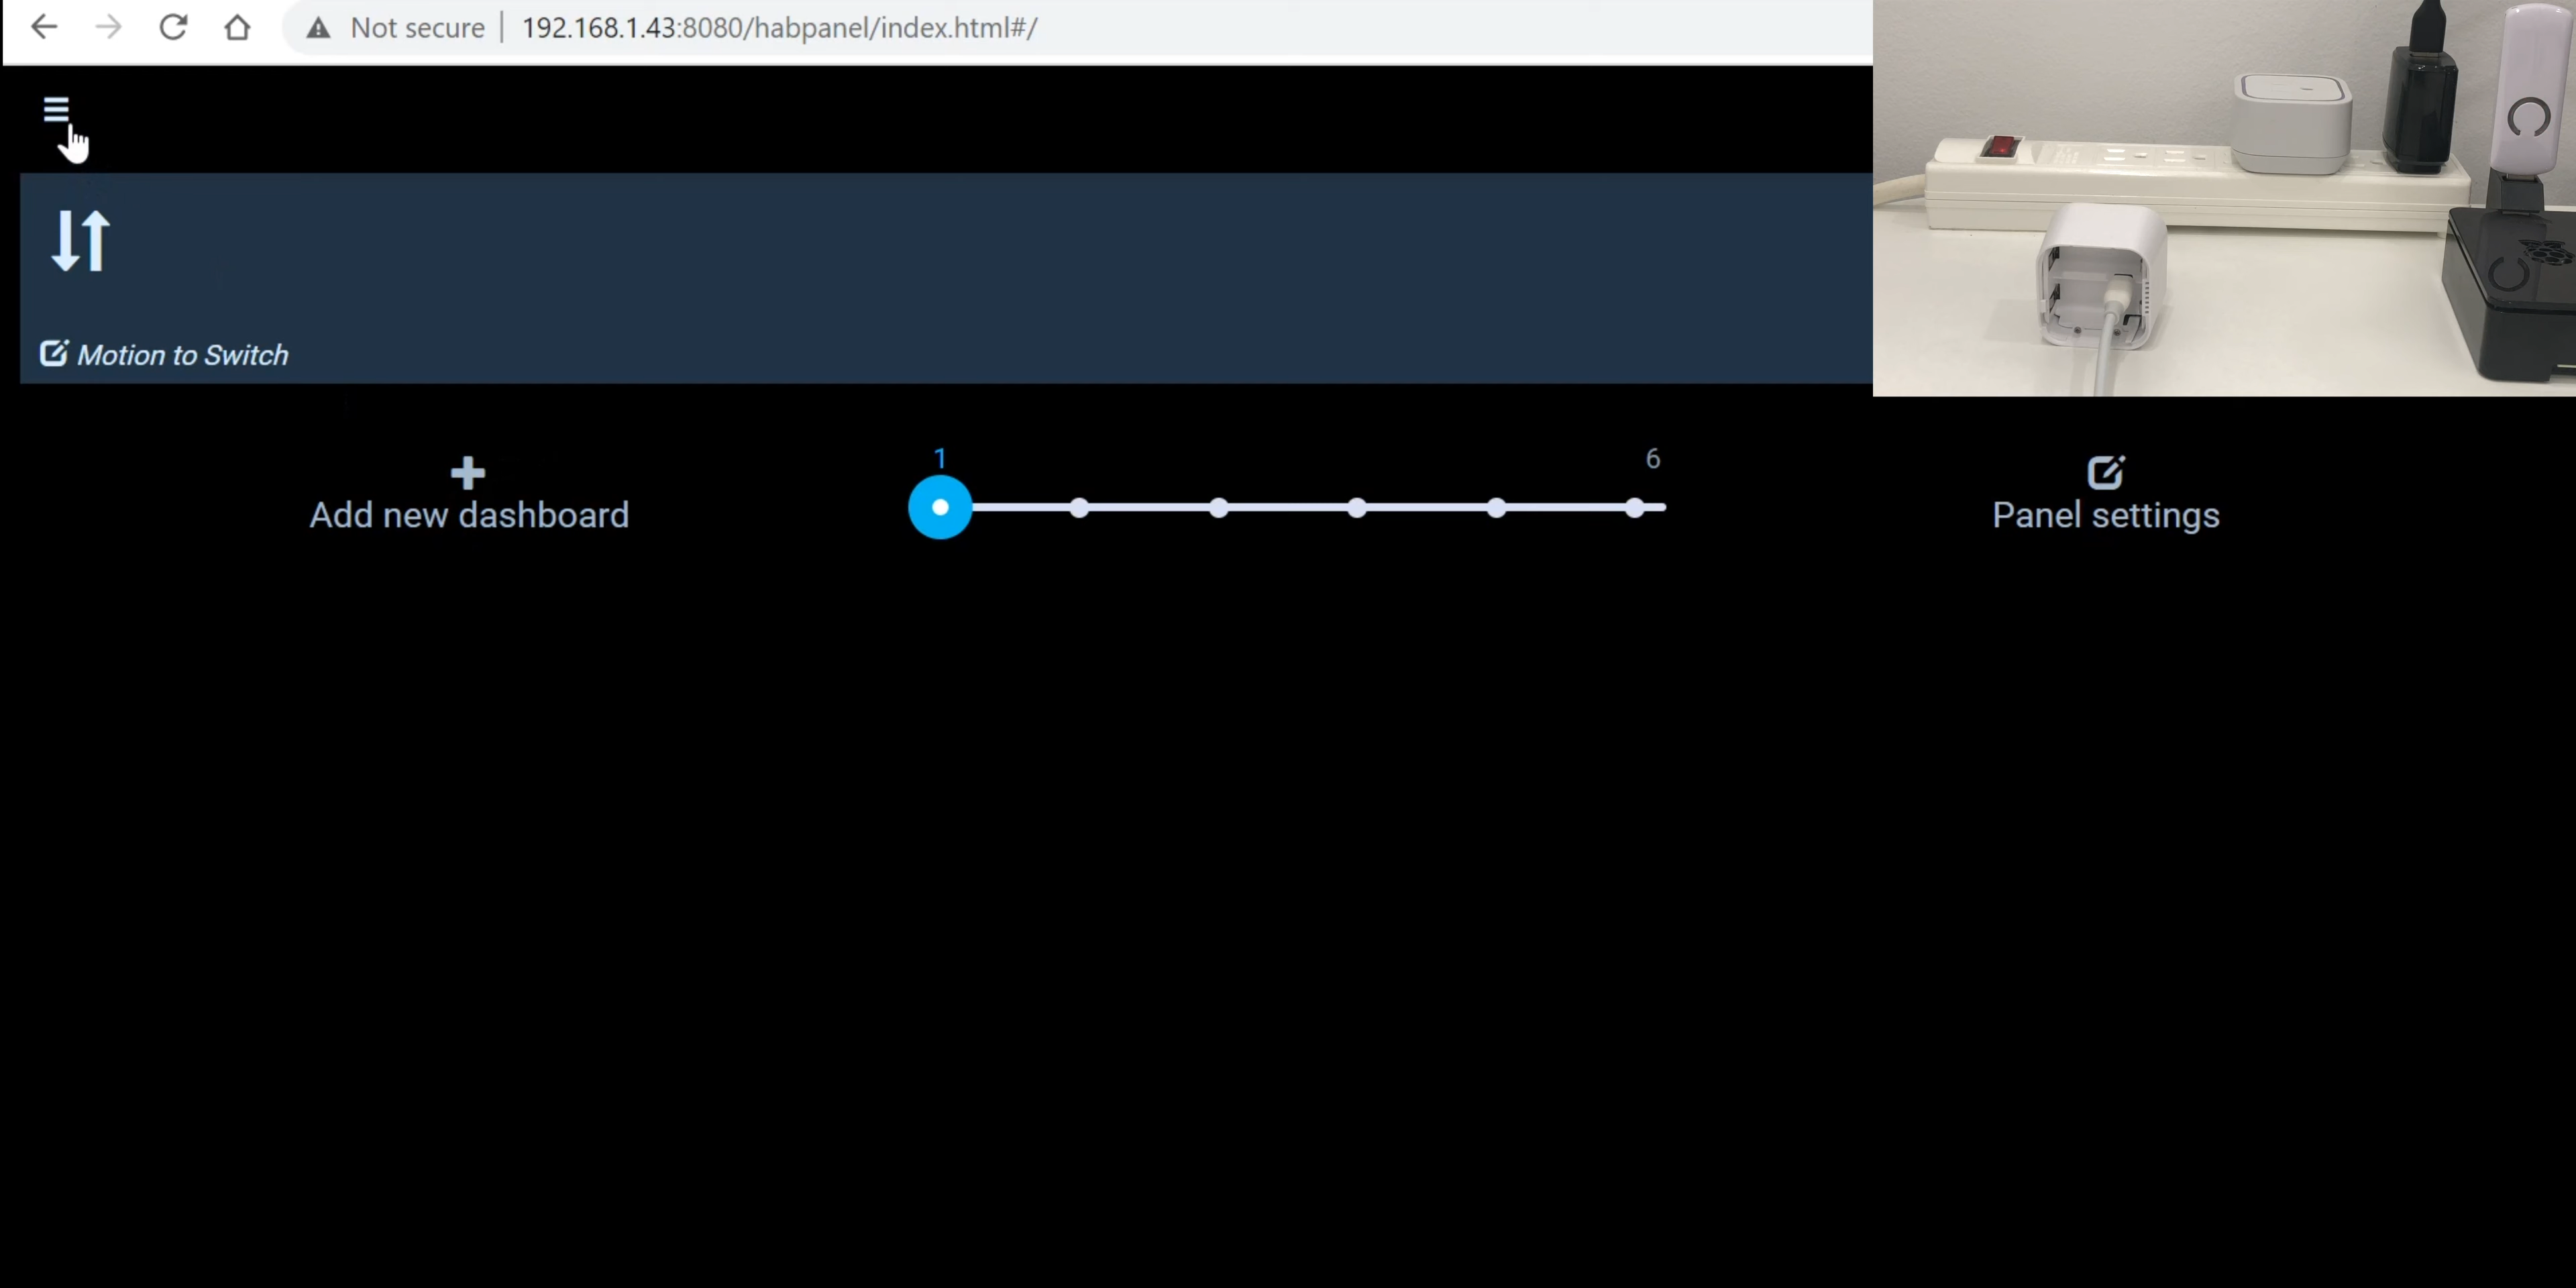 Not secure 192.168.1.43:8080/habpanel/index.html#/
Motion to Switch
1
6
Add new dashboard
Panel settings